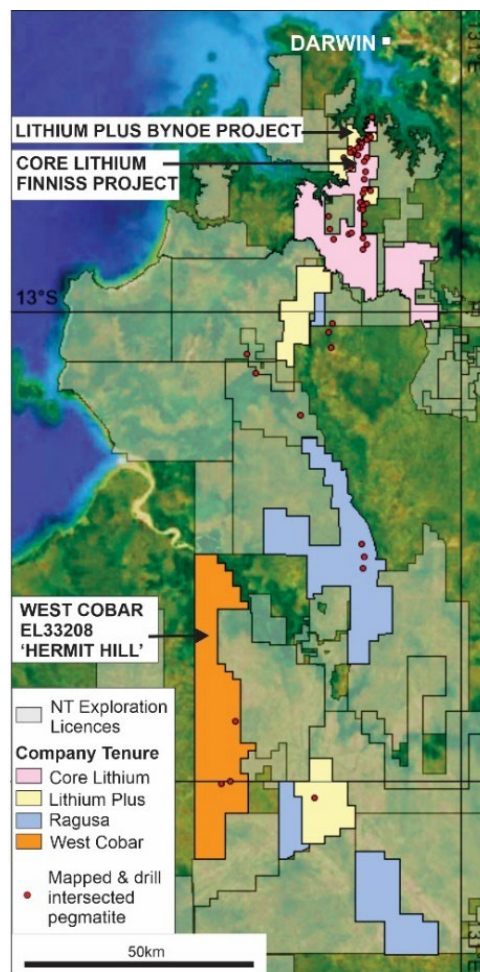 DARWIN
131°E
LITHIUM PLUS BYNOE PROJECT
CORE LITHIUM
FINNISS PROJECT
13°S
WEST COBAR
EL33208
'HERMIT HILL'
NT Exploration
Licences
Company Tenure
Core Lithium
Lithium Plus
Ragusa
West Cobar
Mapped & drill
intersected
pegmatite
50km